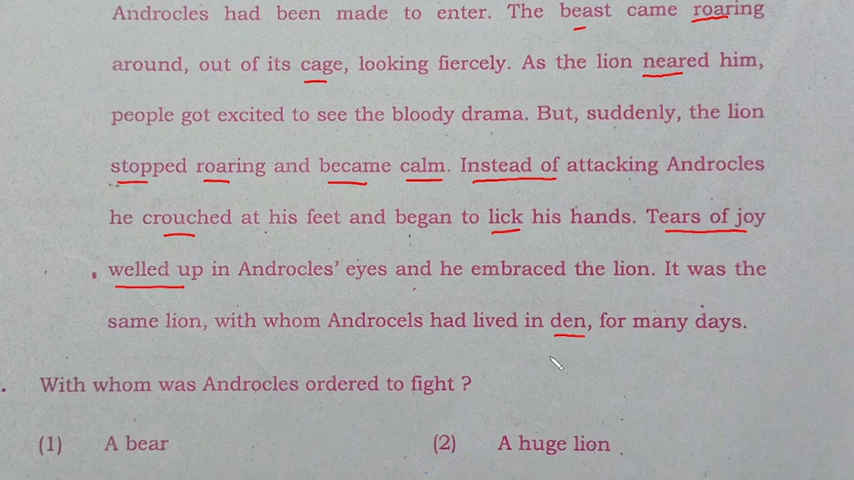 Androcles had been made to enter. The beast came roaring
around, out of its cage, looking fiercely. As the lion neared him,
people got excited to see the bloody drama. But, suddenly, the lion
stopped roaring and became calm. Instead of attacking Androcles
he crouched at his feet and began to lick his hands. Tears of joy
welled up in Androcles’ eyes and he embraced the lion. It was the
same lion, with whom Androcels had lived in den, for many days.
. With whom was Androcles ordered to fight ?
(1) A bear (2) A huge lion